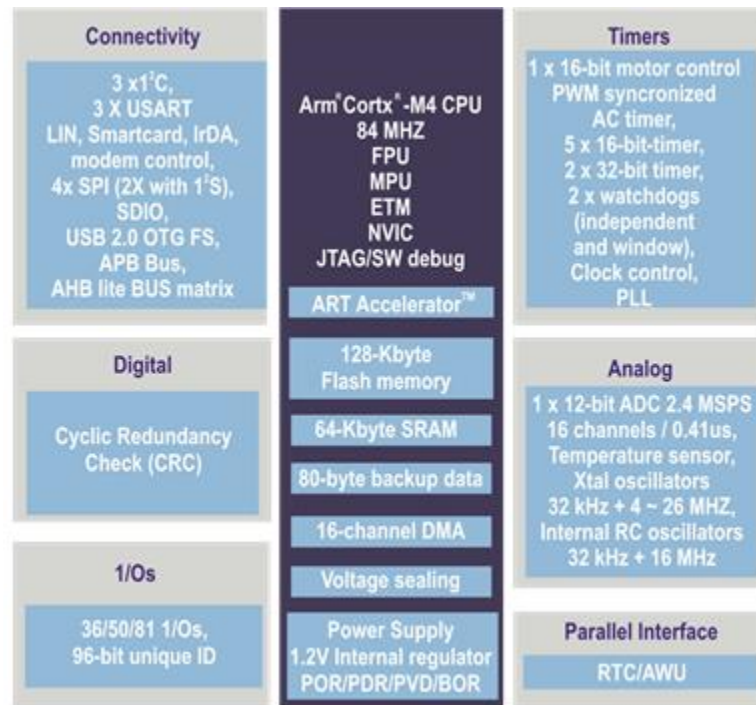 Connectivity
3 x1²C,
3 X USART
LIN, Smartcard, IrDA,
modem control,
4x SPI (2X with 1²S),
SDIO,
USB 2.0 OTG FS,
APB Bus,
AHB lite BUS matrix
Digital
Cyclic Redundancy
Check (CRC)
1/Os
36/50/81 1/Os,
96-bit unique ID
Arm®Cortx®-M4 CPU
84 MHZ
FPU
MPU
ETM
NVIC
JTAG/SW debug
ART Accelerator™
128-Kbyte
Flash memory
64-Kbyte SRAM
80-byte backup data
16-channel DMA
Voltage sealing
Power Supply
1.2V Internal regulator
POR/PDR/PVD/BOR
Timers
1 x 16-bit motor control
PWM syncronized
AC timer,
5 x 16-bit-timer,
2 x 32-bit timer,
2 x watchdogs
(independent
and window),
Clock control,
PLL
Analog
1 x 12-bit ADC 2.4 MSPS
16 channels / 0.41us,
Temperature sensor,
Xtal oscillators
32 kHz + 4 ~ 26 MHZ,
Internal RC oscillators
32 kHz + 16 MHz
Parallel Interface
RTC/AWU